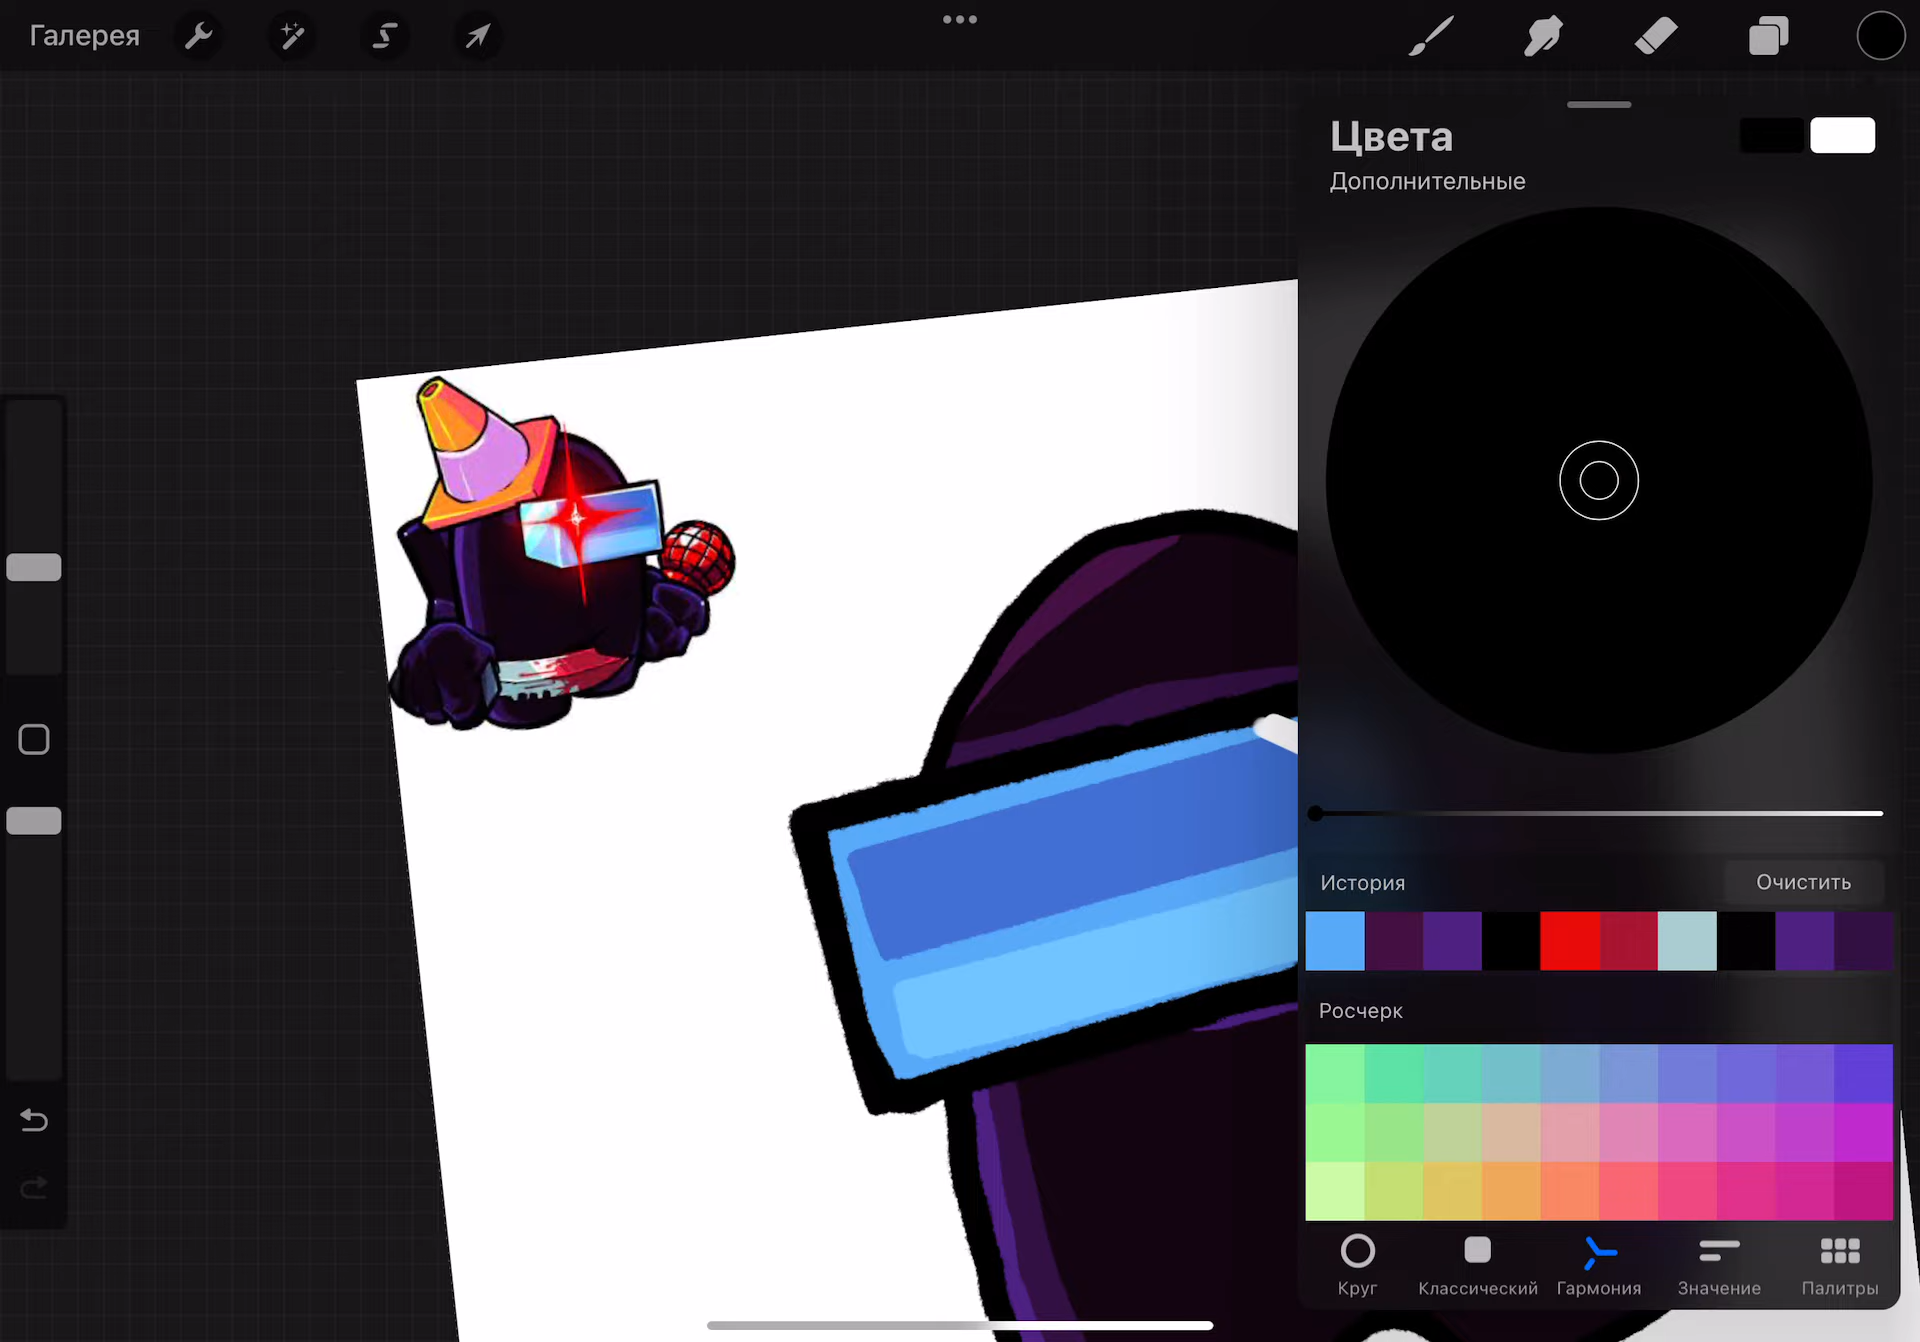 Галерея
Цвета
Дополнительные
История
Очистить
Росчерк
Круг
Классический
Гармония
Значение
Палитры